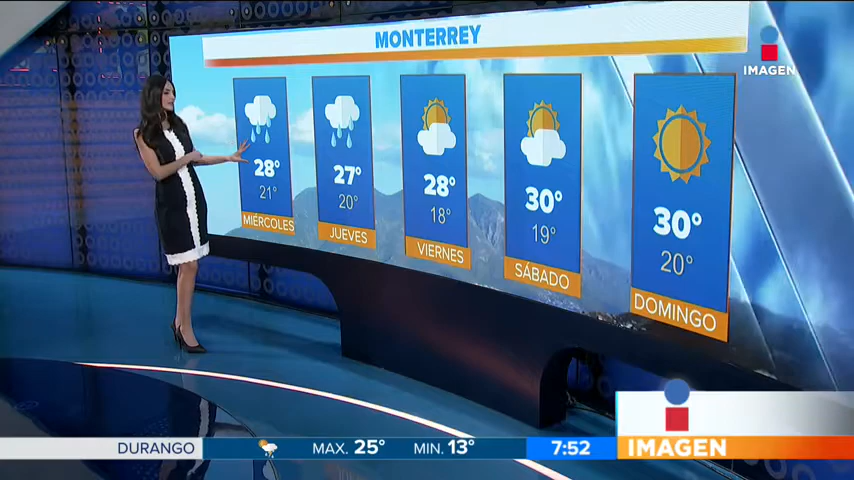 MONTERREY
IMAGEN
28°
21°
MIÉRCOLES
27°
20°
JUEVES
28°
18°
VIERNES
30°
19°
SÁBADO
30°
20°
DOMINGO
DURANGO MAX. 25° MIN. 13° 7:52 IMAGEN